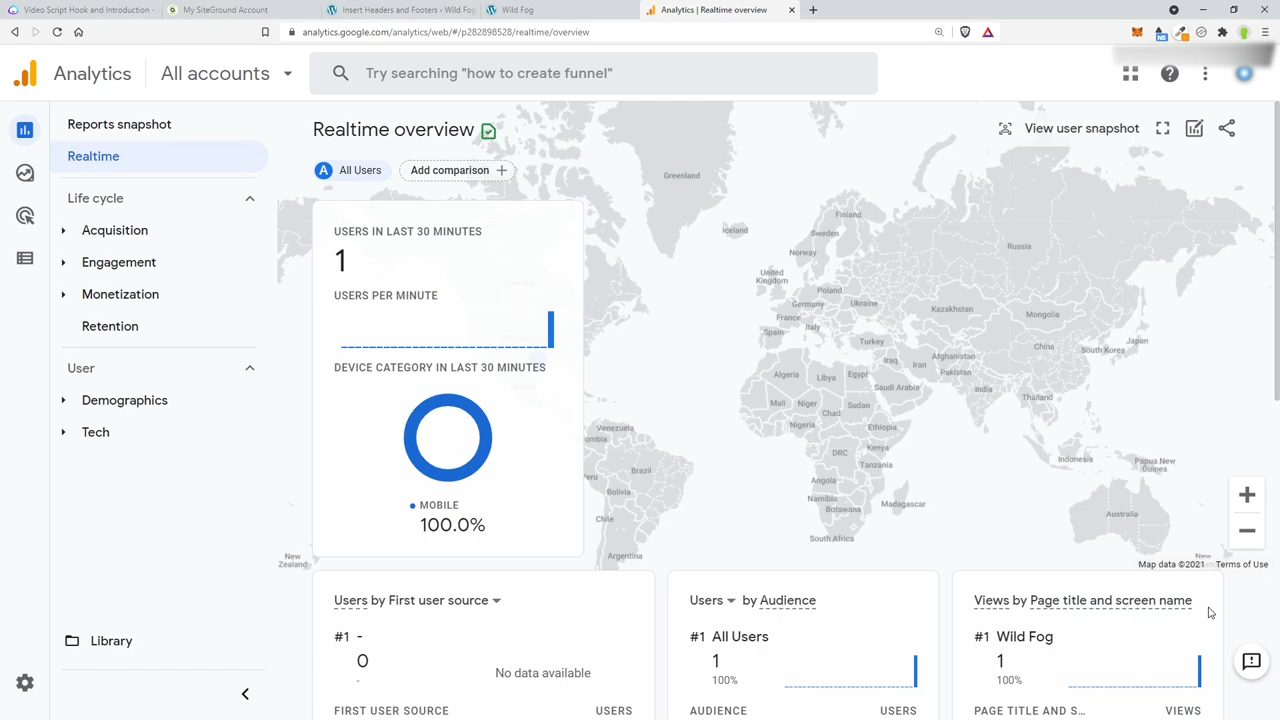 Video Script Hook and Introduction
My SiteGround Account
Insert Headers and Footers ‹ Wild Fog
Wild Fog
Analytics | Realtime overview
analytics.google.com/analytics/web/#/p282898528/realtime/overview
Analytics
All accounts
Try searching "how to create funnel"
Reports snapshot
Realtime
Life cycle
Acquisition
Engagement
Monetization
Retention
User
Demographics
Tech
Library
Realtime overview
View user snapshot
A All Users
Add comparison
USERS IN LAST 30 MINUTES
1
USERS PER MINUTE
DEVICE CATEGORY IN LAST 30 MINUTES
MOBILE
100.0%
Greenland
Iceland
Finland
Sweden
Norway
Russia
United
Kingdom
Poland
Germany
Ukraine
France
Kazakhstan
Mongolia
Italy
Spain
Turkey
China
Japan
South Korea
Iraq
Iran
Afghanistan
Pakistan
Algeria
Libya
Egypt
Saudi Arabia
India
Thailand
Mali
Niger
Sudan
Chad
Nigeria
Ethiopia
Venezuela
DRC
Kenya
Tanzania
Indonesia
Papua New
Guinea
Brazil
Peru
Bolivia
Angola
Namibia
Botswana
Madagascar
Australia
Chile
South Africa
Argentina
New
Zealand
New
Map data ©2021
Terms of Use
Users by First user source
#1 -
0
-
No data available
FIRST USER SOURCE
USERS
Users by Audience
#1 All Users
1
100%
AUDIENCE
USERS
Views by Page title and screen name
#1 Wild Fog
1
100%
PAGE TITLE AND S…
VIEWS